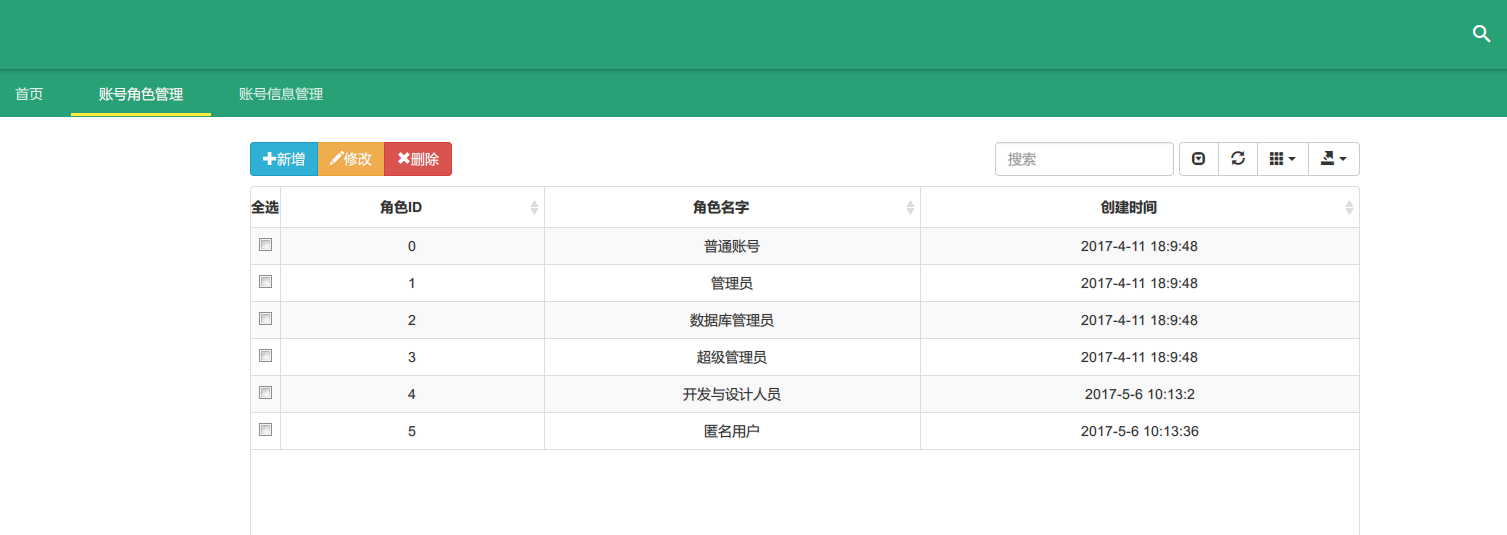 首页 账号角色管理 账号信息管理
新增 修改 删除 搜索
全选 角色ID 角色名字 创建时间
0 普通账号 2017-4-11 18:9:48
1 管理员 2017-4-11 18:9:48
2 数据库管理员 2017-4-11 18:9:48
3 超级管理员 2017-4-11 18:9:48
4 开发与设计人员 2017-5-6 10:13:2
5 匿名用户 2017-5-6 10:13:36